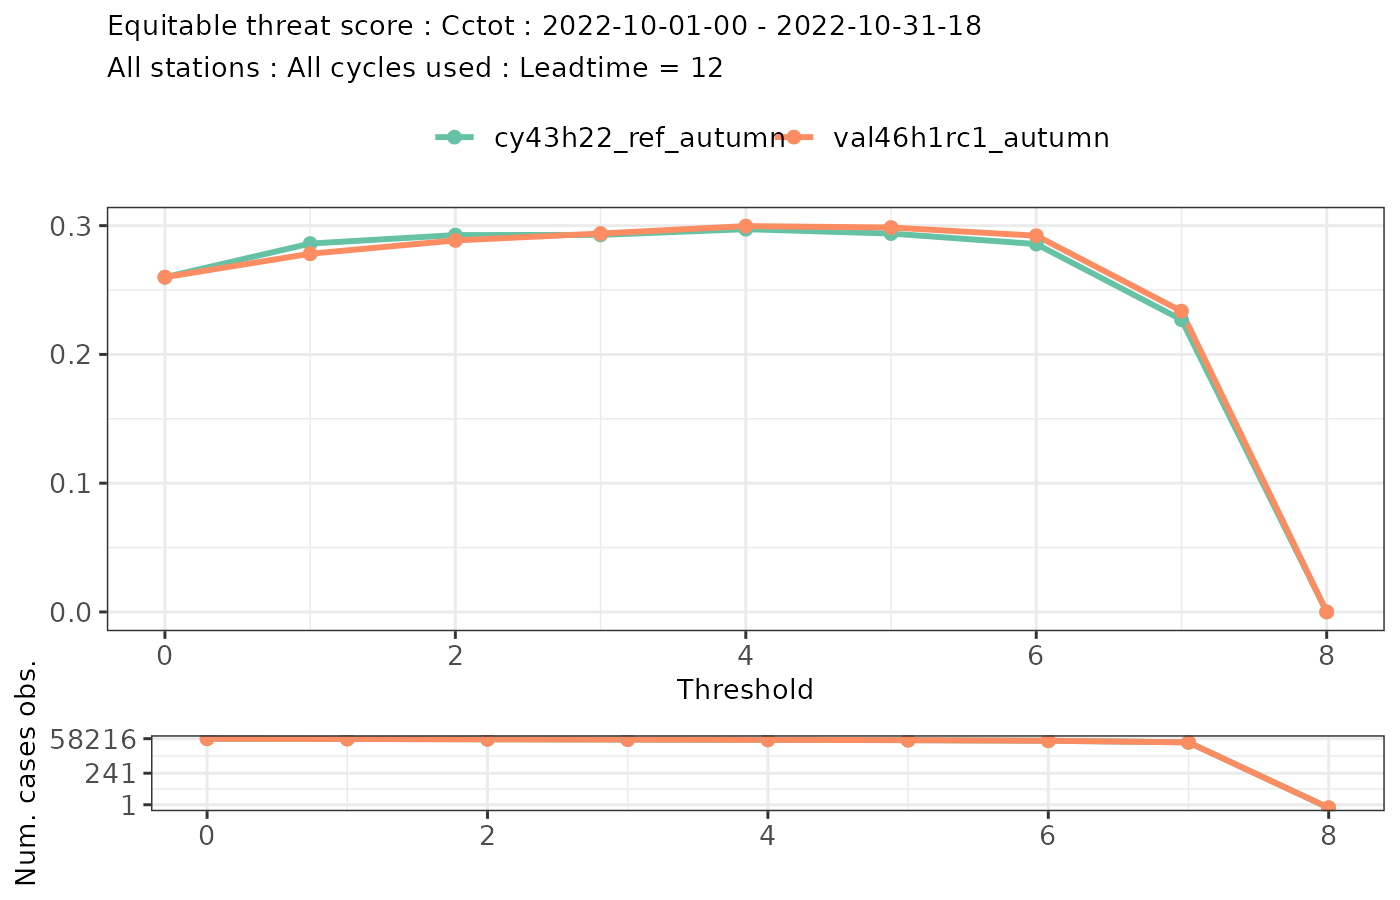 Equitable threat score : Cctot : 2022-10-01-00 - 2022-10-31-18
All stations : All cycles used : Leadtime = 12
cy43h22_ref_autumn val46h1rc1_autumn
0.3
0.2
0.1
0.0
0 2 4 6 8
Threshold
Num. cases obs.
58216
241
1
0 2 4 6 8